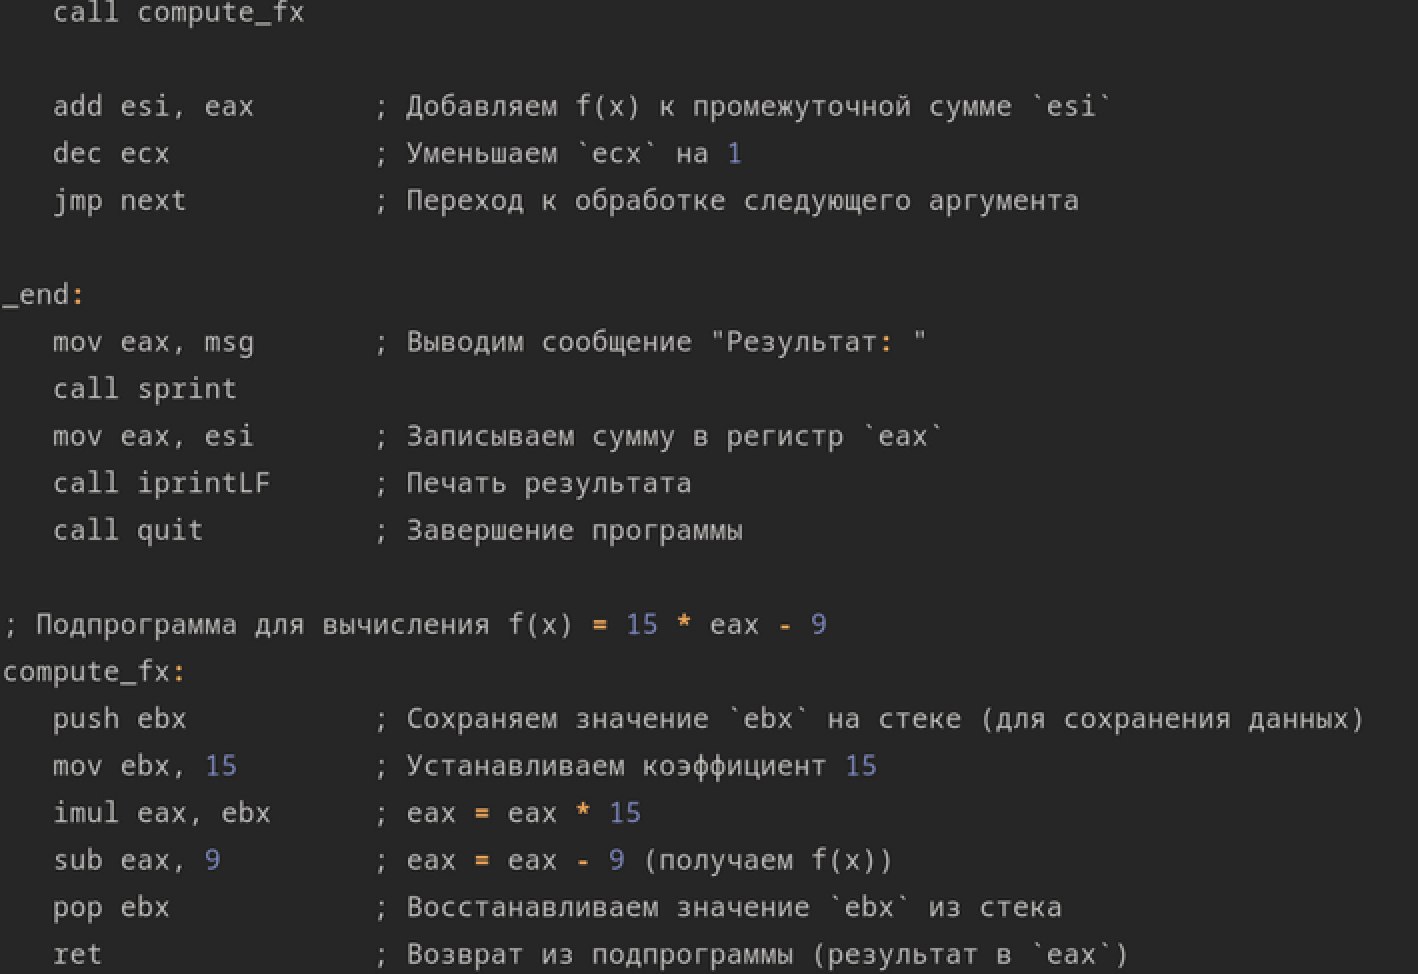 call compute_fx
add esi, eax ; Добавляем f(x) к промежуточной сумме `esi`
dec ecx ; Уменьшаем `ecx` на 1
jmp next ; Переход к обработке следующего аргумента
_end:
mov eax, msg ; Выводим сообщение "Результат: "
call sprint
mov eax, esi ; Записываем сумму в регистр `eax`
call iprintLF ; Печать результата
call quit ; Завершение программы
; Подпрограмма для вычисления f(x) = 15 * eax - 9
compute_fx:
push ebx ; Сохраняем значение `ebx` на стеке (для сохранения данных)
mov ebx, 15 ; Устанавливаем коэффициент 15
imul eax, ebx ; eax = eax * 15
sub eax, 9 ; eax = eax - 9 (получаем f(x))
pop ebx ; Восстанавливаем значение `ebx` из стека
ret ; Возврат из подпрограммы (результат в `eax`)